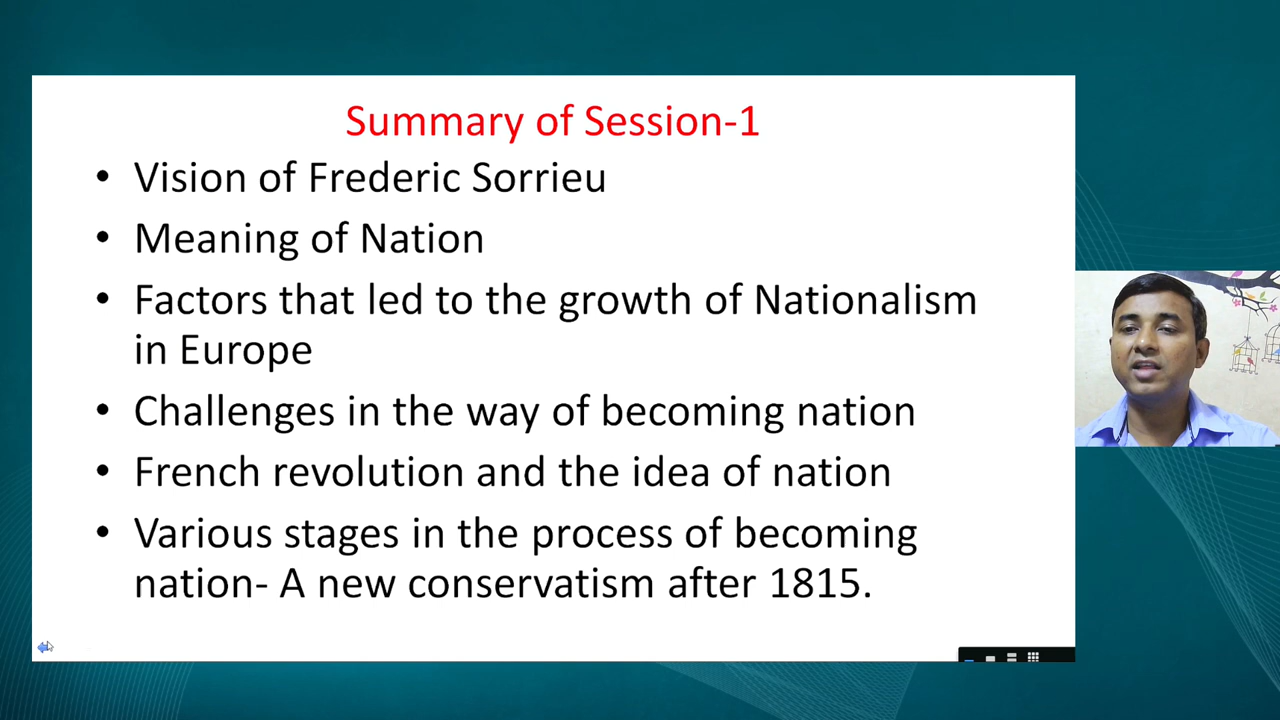 Summary of Session-1
• Vision of Frederic Sorrieu
• Meaning of Nation
• Factors that led to the growth of Nationalism
in Europe
• Challenges in the way of becoming nation
• French revolution and the idea of nation
• Various stages in the process of becoming
nation- A new conservatism after 1815.